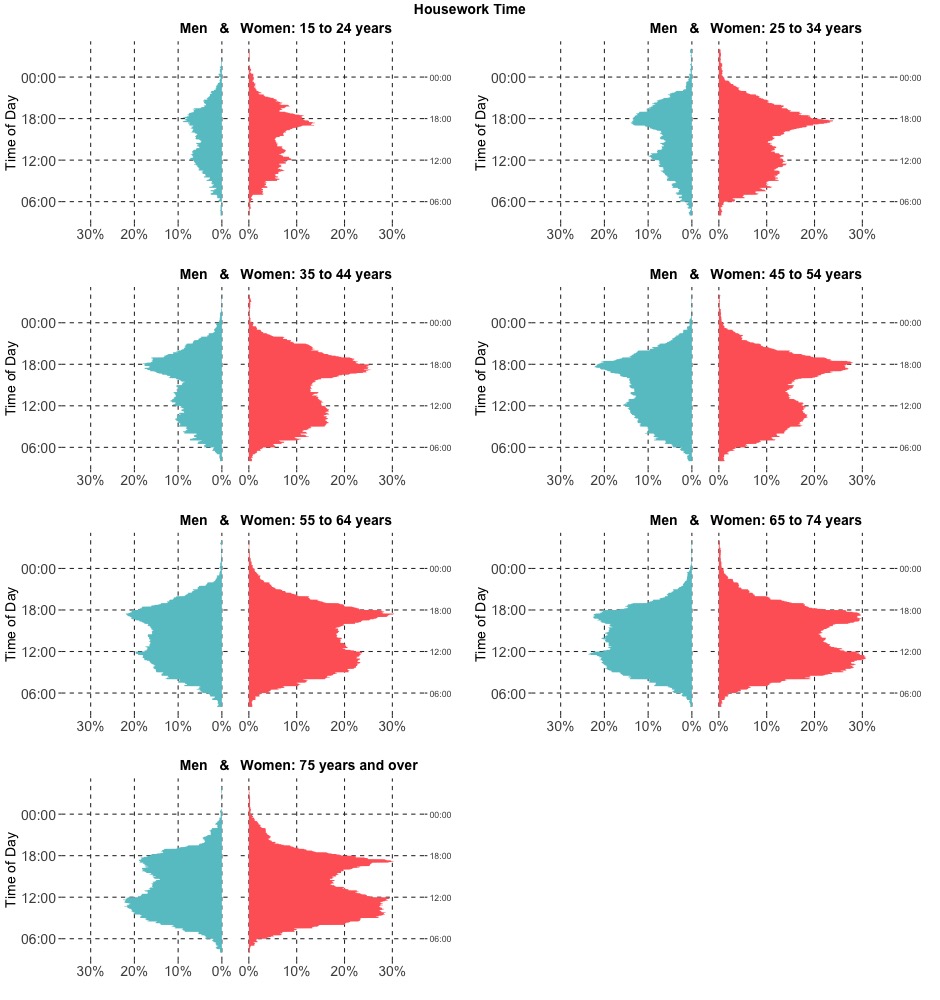 Housework Time
Men & Women: 15 to 24 years
Time of Day
00:00 00:00
18:00 18:00
12:00 12:00
06:00 06:00
30% 20% 10% 0% 0% 10% 20% 30%
Men & Women: 25 to 34 years
Time of Day
00:00 00:00
18:00 18:00
12:00 12:00
06:00 06:00
30% 20% 10% 0% 0% 10% 20% 30%
Men & Women: 35 to 44 years
Time of Day
00:00 00:00
18:00 18:00
12:00 12:00
06:00 06:00
30% 20% 10% 0% 0% 10% 20% 30%
Men & Women: 45 to 54 years
Time of Day
00:00 00:00
18:00 18:00
12:00 12:00
06:00 06:00
30% 20% 10% 0% 0% 10% 20% 30%
Men & Women: 55 to 64 years
Time of Day
00:00 00:00
18:00 18:00
12:00 12:00
06:00 06:00
30% 20% 10% 0% 0% 10% 20% 30%
Men & Women: 65 to 74 years
Time of Day
00:00 00:00
18:00 18:00
12:00 12:00
06:00 06:00
30% 20% 10% 0% 0% 10% 20% 30%
Men & Women: 75 years and over
Time of Day
00:00 00:00
18:00 18:00
12:00 12:00
06:00 06:00
30% 20% 10% 0% 0% 10% 20% 30%